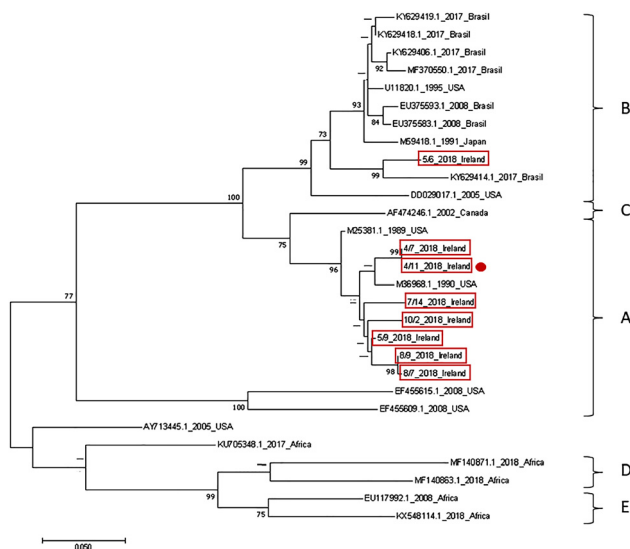 KY629419.1_2017_Brasil
KY629418.1_2017_Brasil
KY629406.1_2017_Brasil
92
MF370550.1_2017_Brasil
U11820.1_1995_USA
93
EU375593.1_2008_Brasil
B
84
EU375583.1_2008_Brasil
73
M59418.1_1991_Japan
5/6_2018_Ireland
99
99
KY629414.1_2017_Brasil
DD029017.1_2005_USA
100
AF474246.1_2002_Canada
C
M25381.1_1989_USA
75
4/7_2018_Ireland
99
96
4/11_2018_Ireland
M36968.1_1990_USA
77
7/14_2018_Ireland
10/2_2018_Ireland
A
5/9_2018_Ireland
8/9_2018_Ireland
98
8/7_2018_Ireland
EF455615.1_2008_USA
100
EF455609.1_2008_USA
AY713445.1_2005_USA
KU705348.1_2017_Africa
MF140871.1_2018_Africa
D
MF140863.1_2018_Africa
99
EU117992.1_2008_Africa
E
75
KX548114.1_2018_Africa
0.050